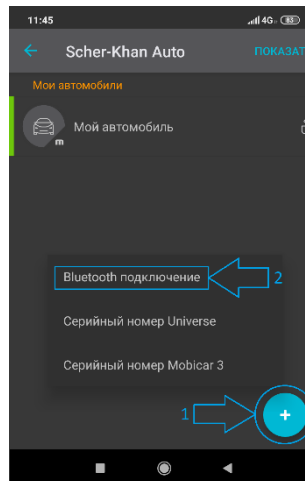 11:45
4G
83
Scher-Khan Auto
ПОКАЗАТ
Мои автомобили
Мой автомобиль
m
Bluetooth подключение
2
Серийный номер Universe
Серийный номер Mobicar 3
1
+